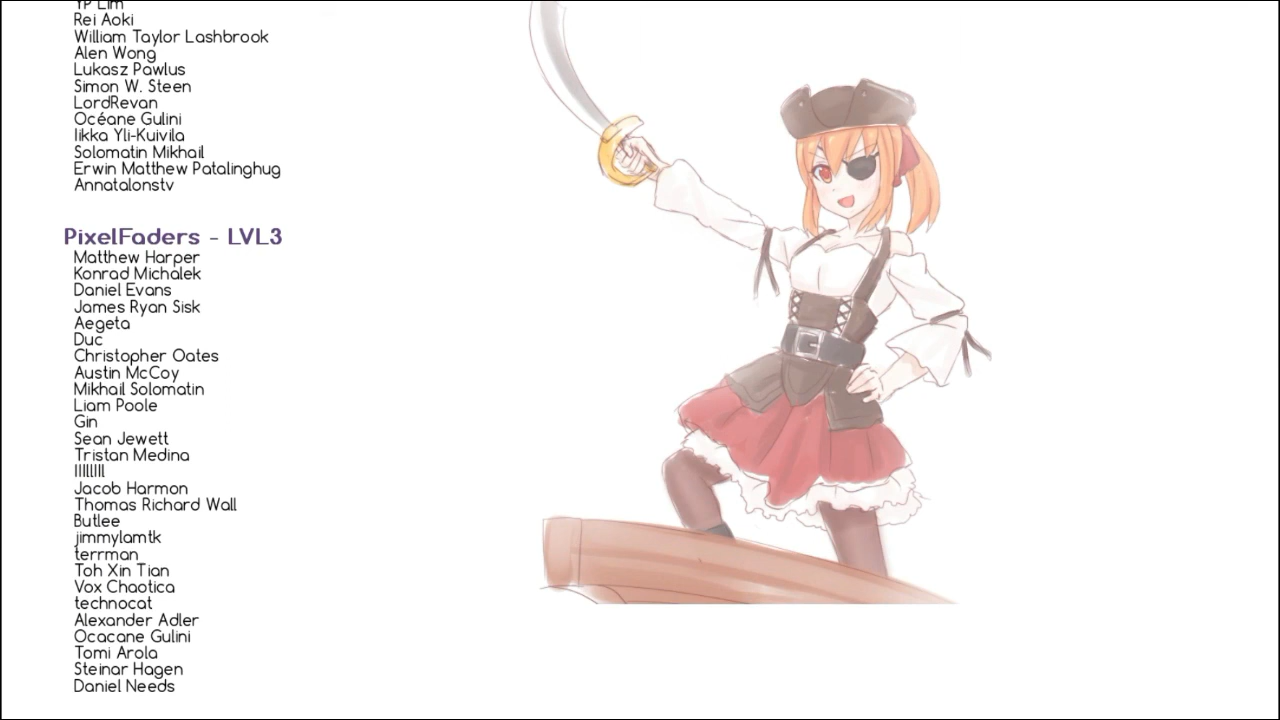 YP Lim
Rei Aoki
William Taylor Lashbrook
Alen Wong
Lukasz Pawlus
Simon W. Steen
LordRevan
Océane Gulini
Iikka Yli-Kuivila
Solomatin Mikhail
Erwin Matthew Patalinghug
Annatalonstv
PixelFaders - LVL3
Matthew Harper
Konrad Michalek
Daniel Evans
James Ryan Sisk
Aegeta
Duc
Christopher Oates
Austin McCoy
Mikhail Solomatin
Liam Poole
Gin
Sean Jewett
Tristan Medina
Jacob Harmon
Thomas Richard Wall
Butlee
jimmylamtk
terrman
Toh Xin Tian
Vox Chaotica
technocat
Alexander Adler
Ocacane Gulini
Tomi Arola
Steinar Hagen
Daniel Needs